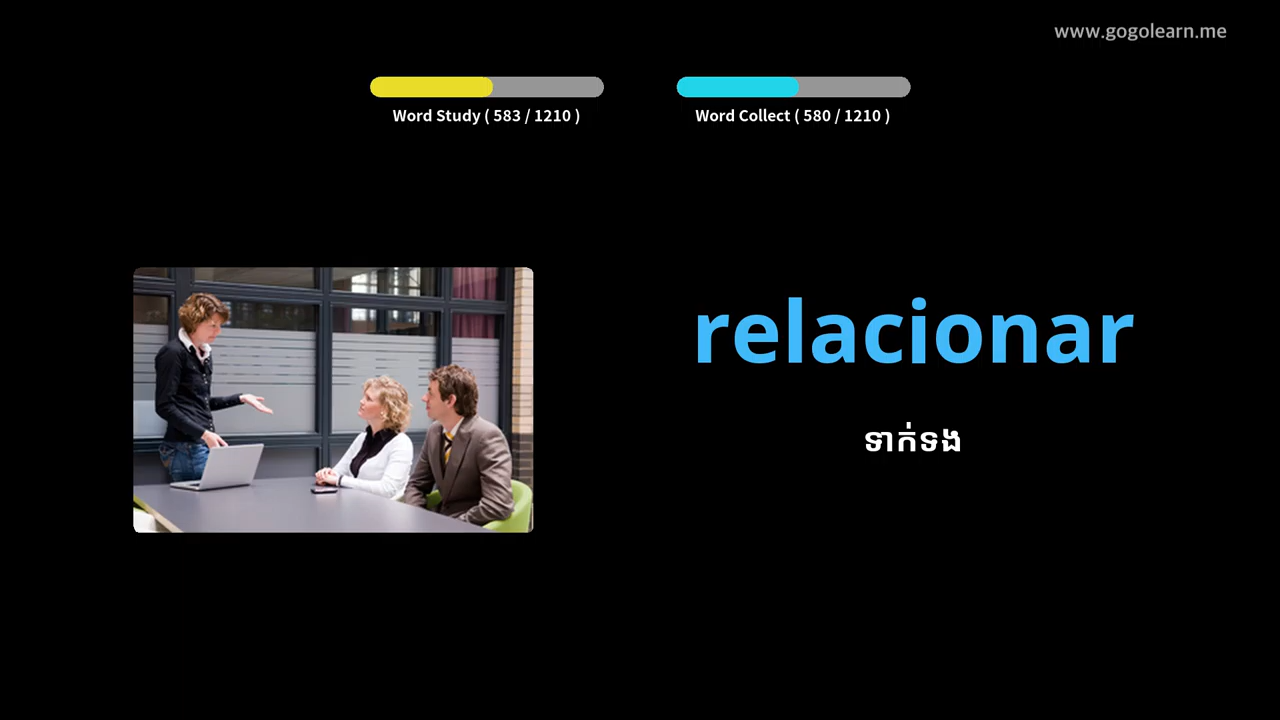 www.gogolearn.me
Word Study ( 583 / 1210 )
Word Collect ( 580 / 1210 )
relacionar
ទាក់ទង